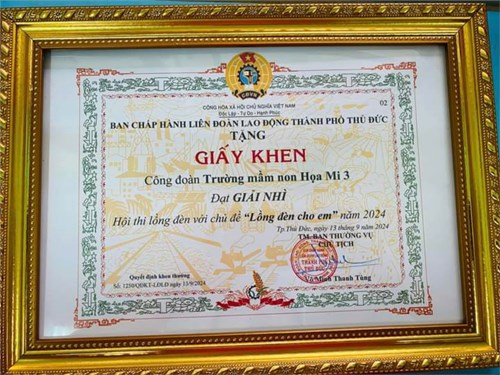 CĐVN
CỘNG HÒA XÃ HỘI CHỦ NGHĨA VIỆT NAM
Độc Lập - Tự Do - Hạnh Phúc
02
BAN CHẤP HÀNH LIÊN ĐOÀN LAO ĐỘNG THÀNH PHỐ THỦ ĐỨC
TẶNG
GIẤY KHEN
Công đoàn Trường mầm non Họa Mi 3
Đạt GIẢI NHÌ
Hội thi lồng đèn với chủ đề “Lồng đèn cho em” năm 2024
Tp.Thủ Đức, ngày 13 tháng 9 năm 2024
TM. BAN THƯỜNG VỤ
CHỦ TỊCH
Quyết định khen thưởng
Số: 1250/QĐKT-LĐLĐ ngày 13/9/2024
Võ Minh Thanh Tùng